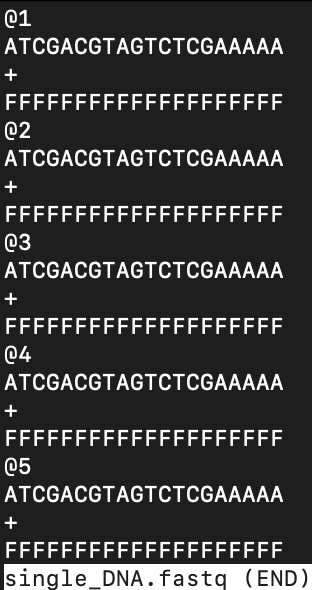 @1
ATCGACGTAGTCTCGAAAAA
+
FFFFFFFFFFFFFFFFFFFF
@2
ATCGACGTAGTCTCGAAAAA
+
FFFFFFFFFFFFFFFFFFFF
@3
ATCGACGTAGTCTCGAAAAA
+
FFFFFFFFFFFFFFFFFFFF
@4
ATCGACGTAGTCTCGAAAAA
+
FFFFFFFFFFFFFFFFFFFF
@5
ATCGACGTAGTCTCGAAAAA
+
FFFFFFFFFFFFFFFFFFFF
single_DNA.fastq (END)